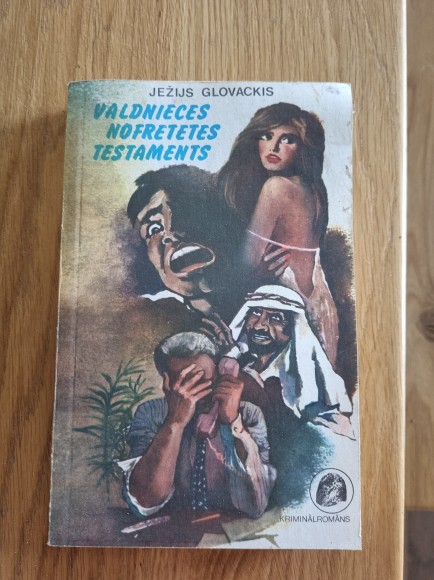 JEŽIJS GLOVACKIS
VALDNIECES
NOFRETETES
TESTAMENTS
KRIMINĀLROMĀNS